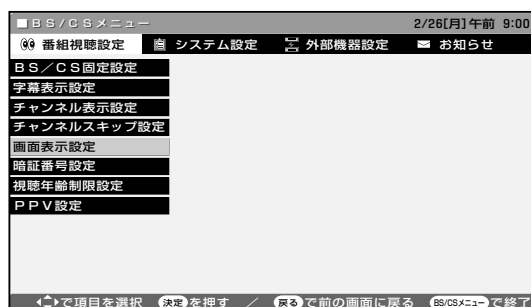 ■BS/CSメニュー 2/26[月]午前 9:00
番組視聴設定 システム設定 外部機器設定 お知らせ
BS/CS固定設定
字幕表示設定
チャンネル表示設定
チャンネルスキップ設定
画面表示設定
暗証番号設定
視聴年齢制限設定
PPV設定
で項目を選択 決定を押す / 戻るで前の画面に戻る BS/CSメニューで終了